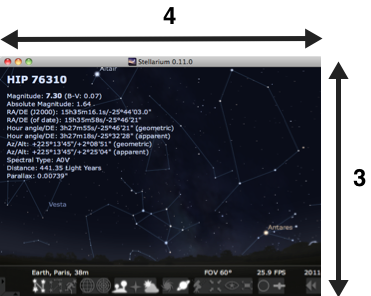 4
Stellarium 0.11.0
Altair
HIP 76310
Magnitude: 7.30 (B-V: 0.07)
Absolute Magnitude: 1.64
RA/DE (J2000): 15h35m16.1s/-25°44'03.0"
RA/DE (of date): 15h35m58s/-25°46'21"
Hour angle/DE: 3h27m55s/-25°46'21" (geometric)
Hour angle/DE: 3h27m18s/-25°32'28" (apparent)
Az/Alt: +225°13'45"/+2°08'51" (geometric)
Az/Alt: +225°13'45"/+2°25'04" (apparent)
Spectral Type: A0V
Distance: 441.35 Light Years
Parallax: 0.00739"
3
Vesta
Antares
Earth, Paris, 38m FOV 60° 25.9 FPS 2011